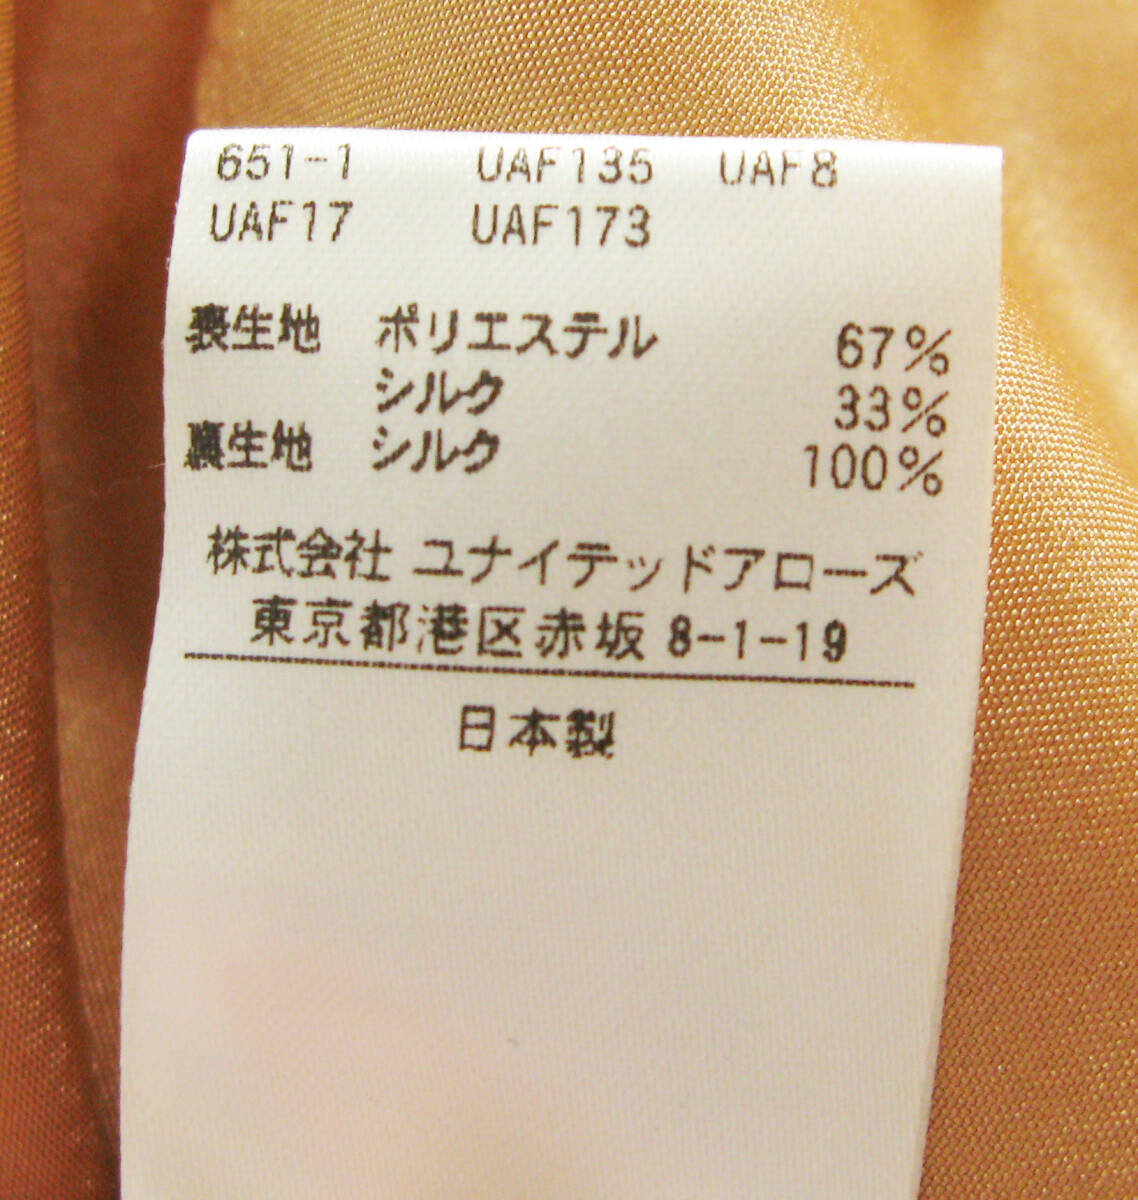 651-1 UAF135 UAF8
UAF17 UAF173
表生地 ポリエステル 67%
シルク 33%
裏生地 シルク 100%
株式会社 ユナイテッドアローズ
東京都港区赤坂 8-1-19
日本製